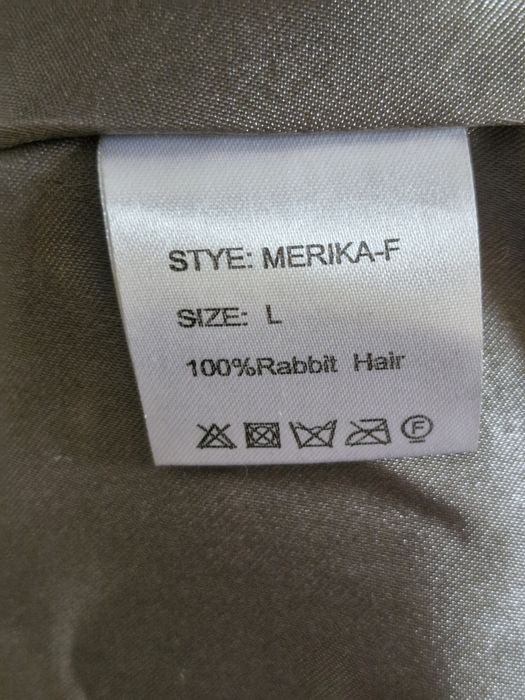 STYE: MERIKA-F
SIZE: L
100%Rabbit Hair
F